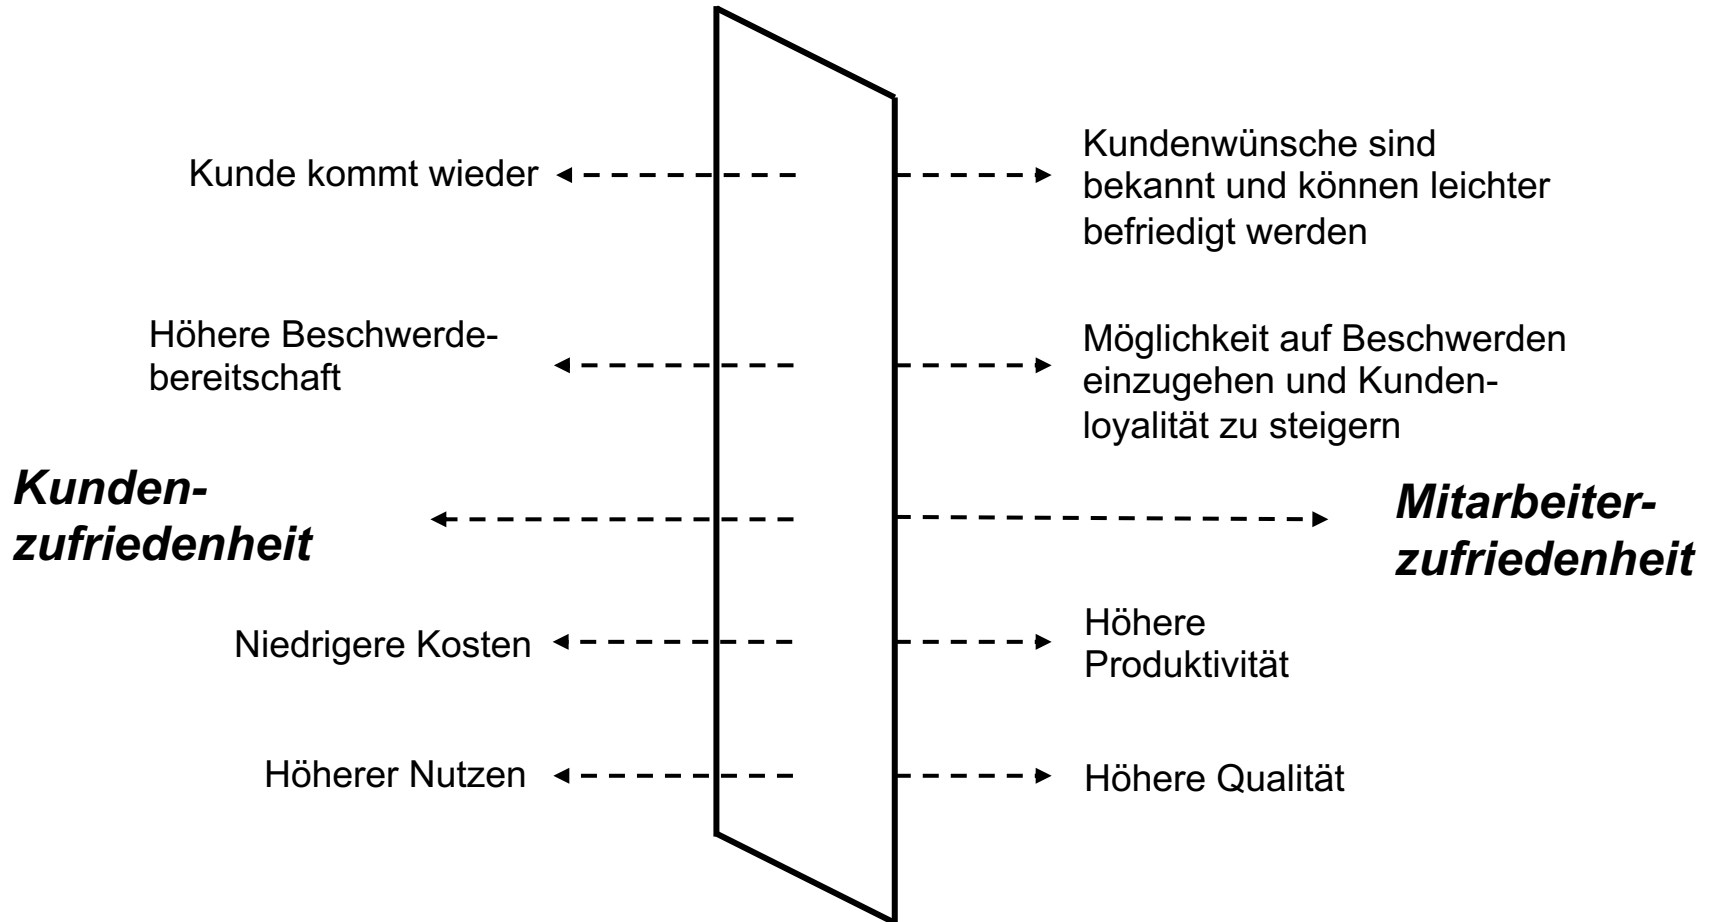 Kunde kommt wieder
Kundenwünsche sind
bekannt und können leichter
befriedigt werden
Höhere Beschwerde-
bereitschaft
Möglichkeit auf Beschwerden
einzugehen und Kunden-
loyalität zu steigern
Kunden-
zufriedenheit
Mitarbeiter-
zufriedenheit
Niedrigere Kosten
Höhere
Produktivität
Höherer Nutzen
Höhere Qualität